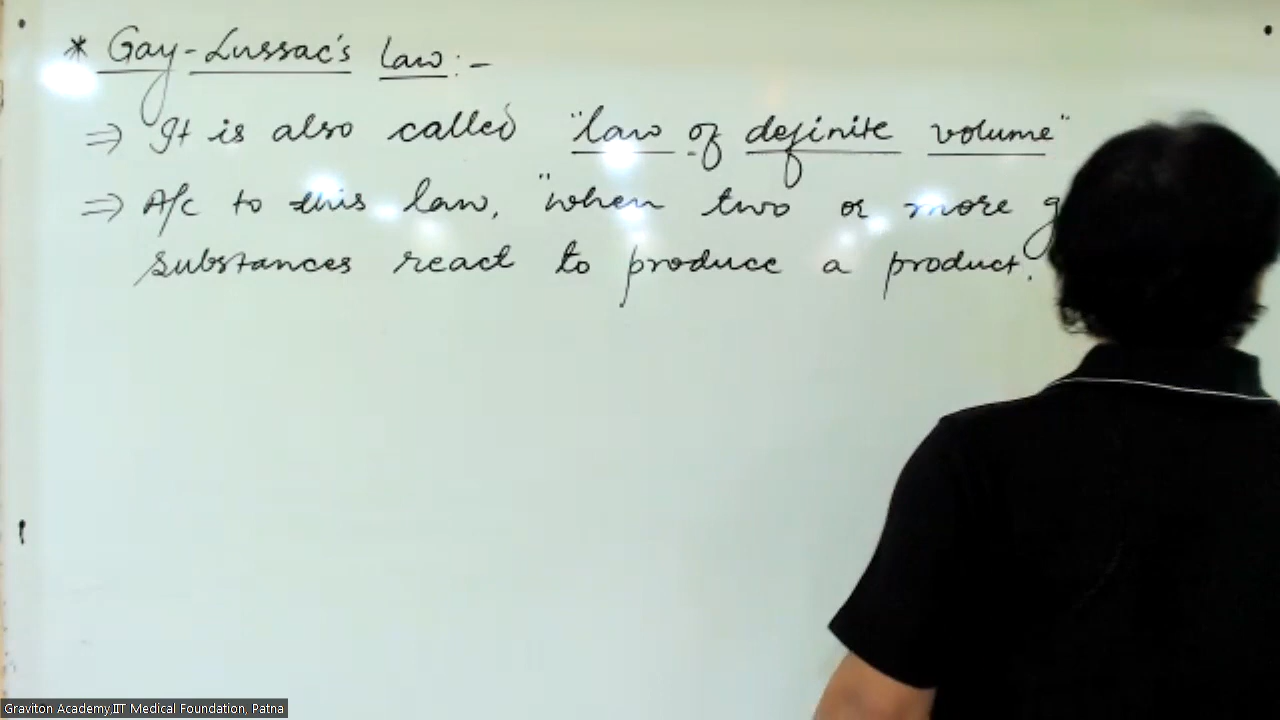 * Gay-Lussac's law:-
⇒ It is also called "law of definite volume"
⇒ A/c to this law, "when two or more
substances react to produce a product,
Graviton Academy,IIT Medical Foundation, Patna